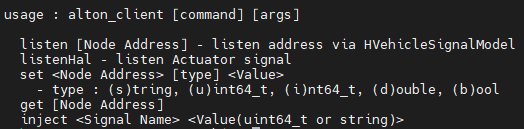 usage : alton_client [command] [args]
listen [Node Address] - listen address via HVehicleSignalModel
listenHal - listen Actuator signal
set <Node Address> [type] <Value>
- type : (s)tring, (u)int64_t, (i)nt64_t, (d)ouble, (b)ool
get [Node Address]
inject <Signal Name> <Value(uint64_t or string)>